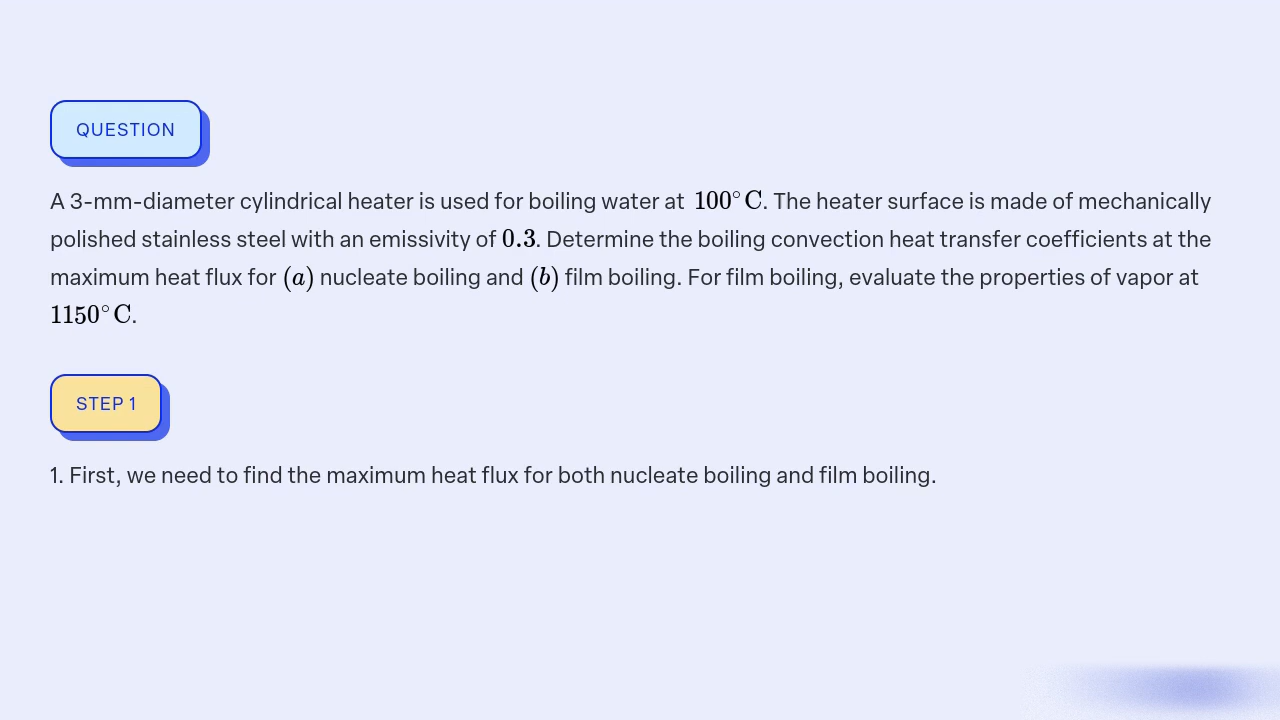 QUESTION
A 3-mm-diameter cylindrical heater is used for boiling water at 100°C. The heater surface is made of mechanically
polished stainless steel with an emissivity of 0.3. Determine the boiling convection heat transfer coefficients at the
maximum heat flux for (a) nucleate boiling and (b) film boiling. For film boiling, evaluate the properties of vapor at
1150°C.
STEP 1
1. First, we need to find the maximum heat flux for both nucleate boiling and film boiling.